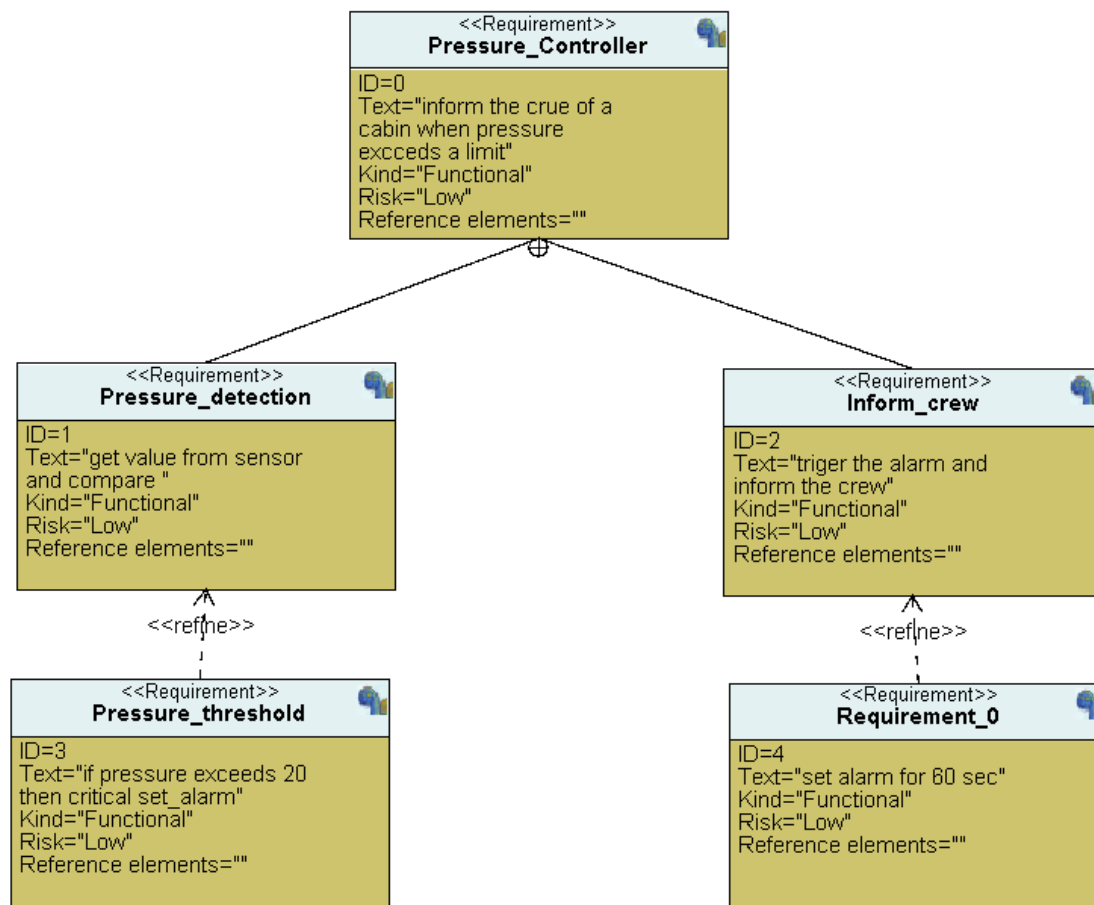 <<Requirement>>
Pressure_Controller
ID=0
Text="inform the crue of a
cabin when pressure
excceds a limit"
Kind="Functional"
Risk="Low"
Reference elements=""
<<Requirement>>
Pressure_detection
ID=1
Text="get value from sensor
and compare "
Kind="Functional"
Risk="Low"
Reference elements=""
<<Requirement>>
Inform_crew
ID=2
Text="triger the alarm and
inform the crew"
Kind="Functional"
Risk="Low"
Reference elements=""
<<refine>>
<<refine>>
<<Requirement>>
Pressure_threshold
ID=3
Text="if pressure exceeds 20
then critical set_alarm"
Kind="Functional"
Risk="Low"
Reference elements=""
<<Requirement>>
Requirement_0
ID=4
Text="set alarm for 60 sec"
Kind="Functional"
Risk="Low"
Reference elements=""